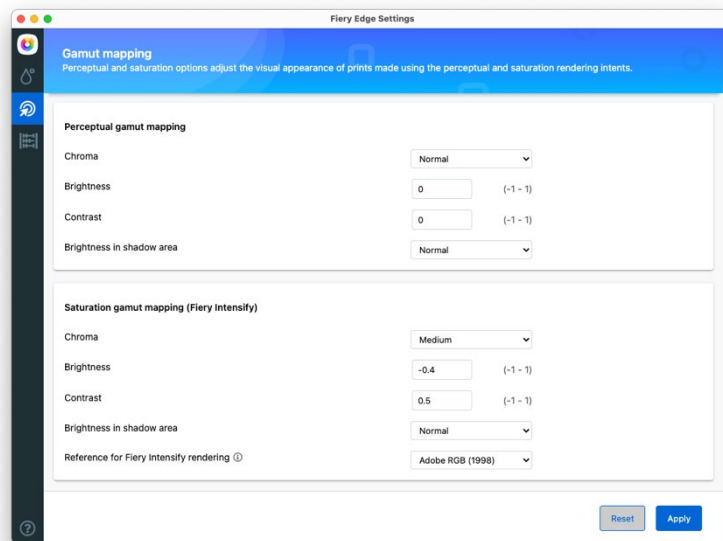 Fiery Edge Settings
Gamut mapping
Perceptual and saturation options adjust the visual appearance of prints made using the perceptual and saturation rendering intents.
Perceptual gamut mapping
Chroma Normal
Brightness 0 (-1 - 1)
Contrast 0 (-1 - 1)
Brightness in shadow area Normal
Saturation gamut mapping (Fiery Intensify)
Chroma Medium
Brightness -0.4 (-1 - 1)
Contrast 0.5 (-1 - 1)
Brightness in shadow area Normal
Reference for Fiery Intensify rendering Adobe RGB (1998)
Reset Apply